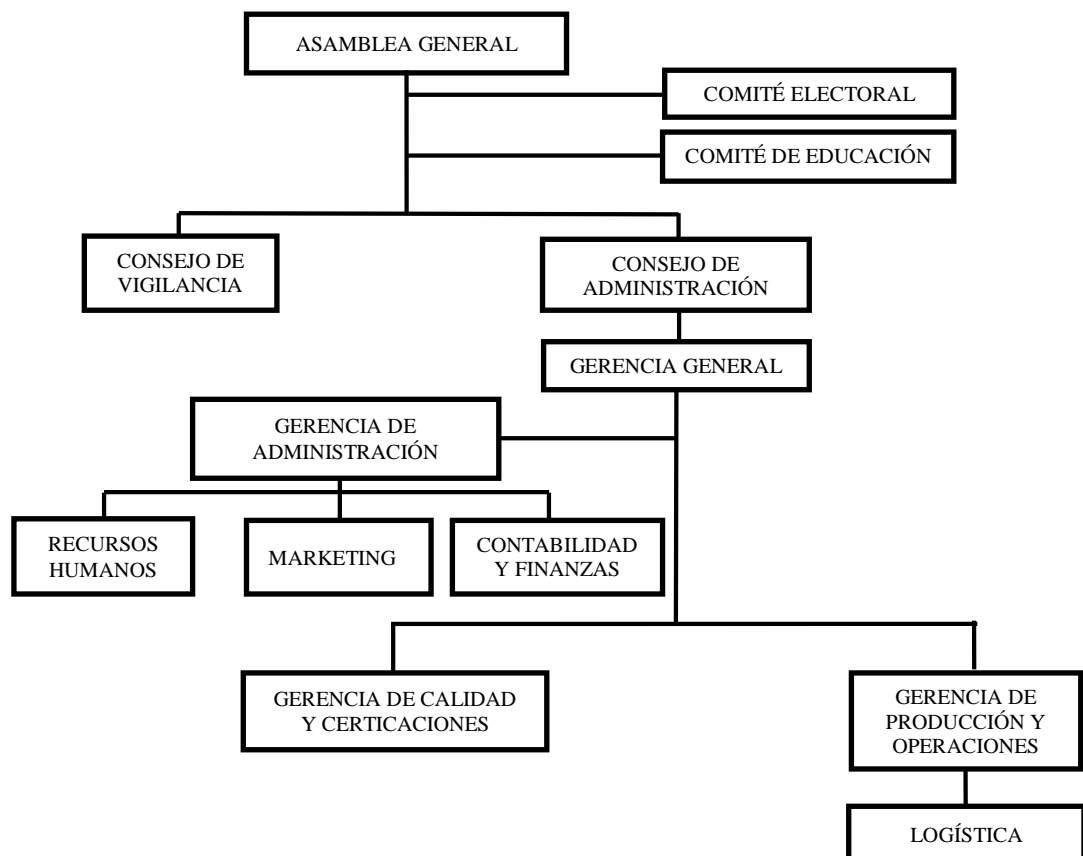 ASAMBLEA GENERAL
COMITÉ ELECTORAL
COMITÉ DE EDUCACIÓN
CONSEJO DE
VIGILANCIA
CONSEJO DE
ADMINISTRACIÓN
GERENCIA GENERAL
GERENCIA DE
ADMINISTRACIÓN
RECURSOS
HUMANOS
MARKETING
CONTABILIDAD
Y FINANZAS
GERENCIA DE CALIDAD
Y CERTICACIONES
GERENCIA DE
PRODUCCIÓN Y
OPERACIONES
LOGÍSTICA